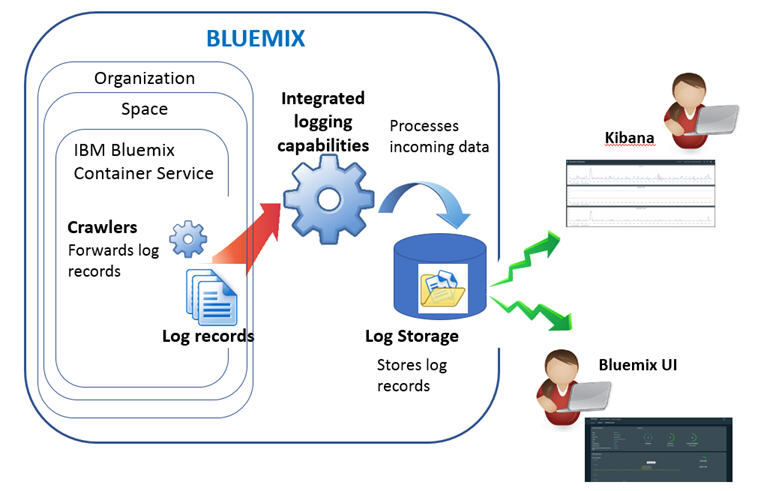 BLUEMIX
Organization
Space
IBM Bluemix
Container Service
Crawlers
Forwards log
records
Log records
Integrated
logging
capabilities
Processes
incoming data
Log Storage
Stores log
records
Kibana
Bluemix UI